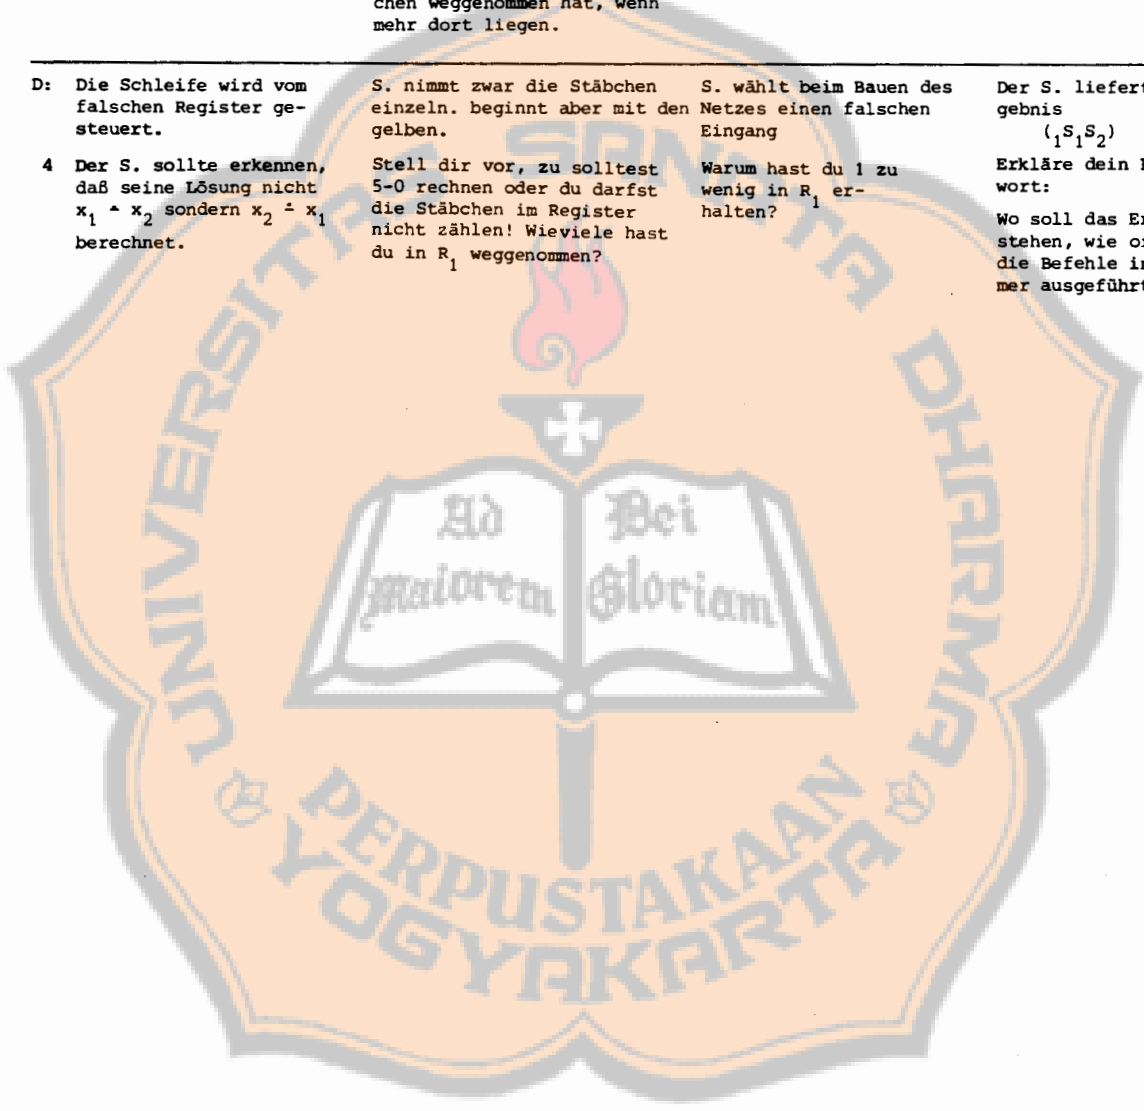 chen weggenommen hat, wenn
mehr dort liegen.
D: Die Schleife wird vom
falschen Register ge-
steuert.
S. nimmt zwar die Stäbchen
einzeln. beginnt aber mit den
gelben.
S. wählt beim Bauen des
Netzes einen falschen
Eingang
Der S. liefert
gebnis
(₁S₁S₂)
4 Der S. sollte erkennen,
daß seine Lösung nicht
x₁ ∸ x₂ sondern x₂ ∸ x₁
berechnet.
Stell dir vor, zu solltest
5-0 rechnen oder du darfst
die Stäbchen im Register
nicht zählen! Wieviele hast
du in R₁ weggenommen?
Warum hast du 1 zu
wenig in R₁ er-
halten?
Erkläre dein
wort:
Wo soll das
stehen, wie
die Befehle
mer ausgeführt
UNIVERSITAS SANATA DHARMA
Ad
maiorem
Dei
Gloriam
PERPUSTAKAAN
YOGYAKARTA